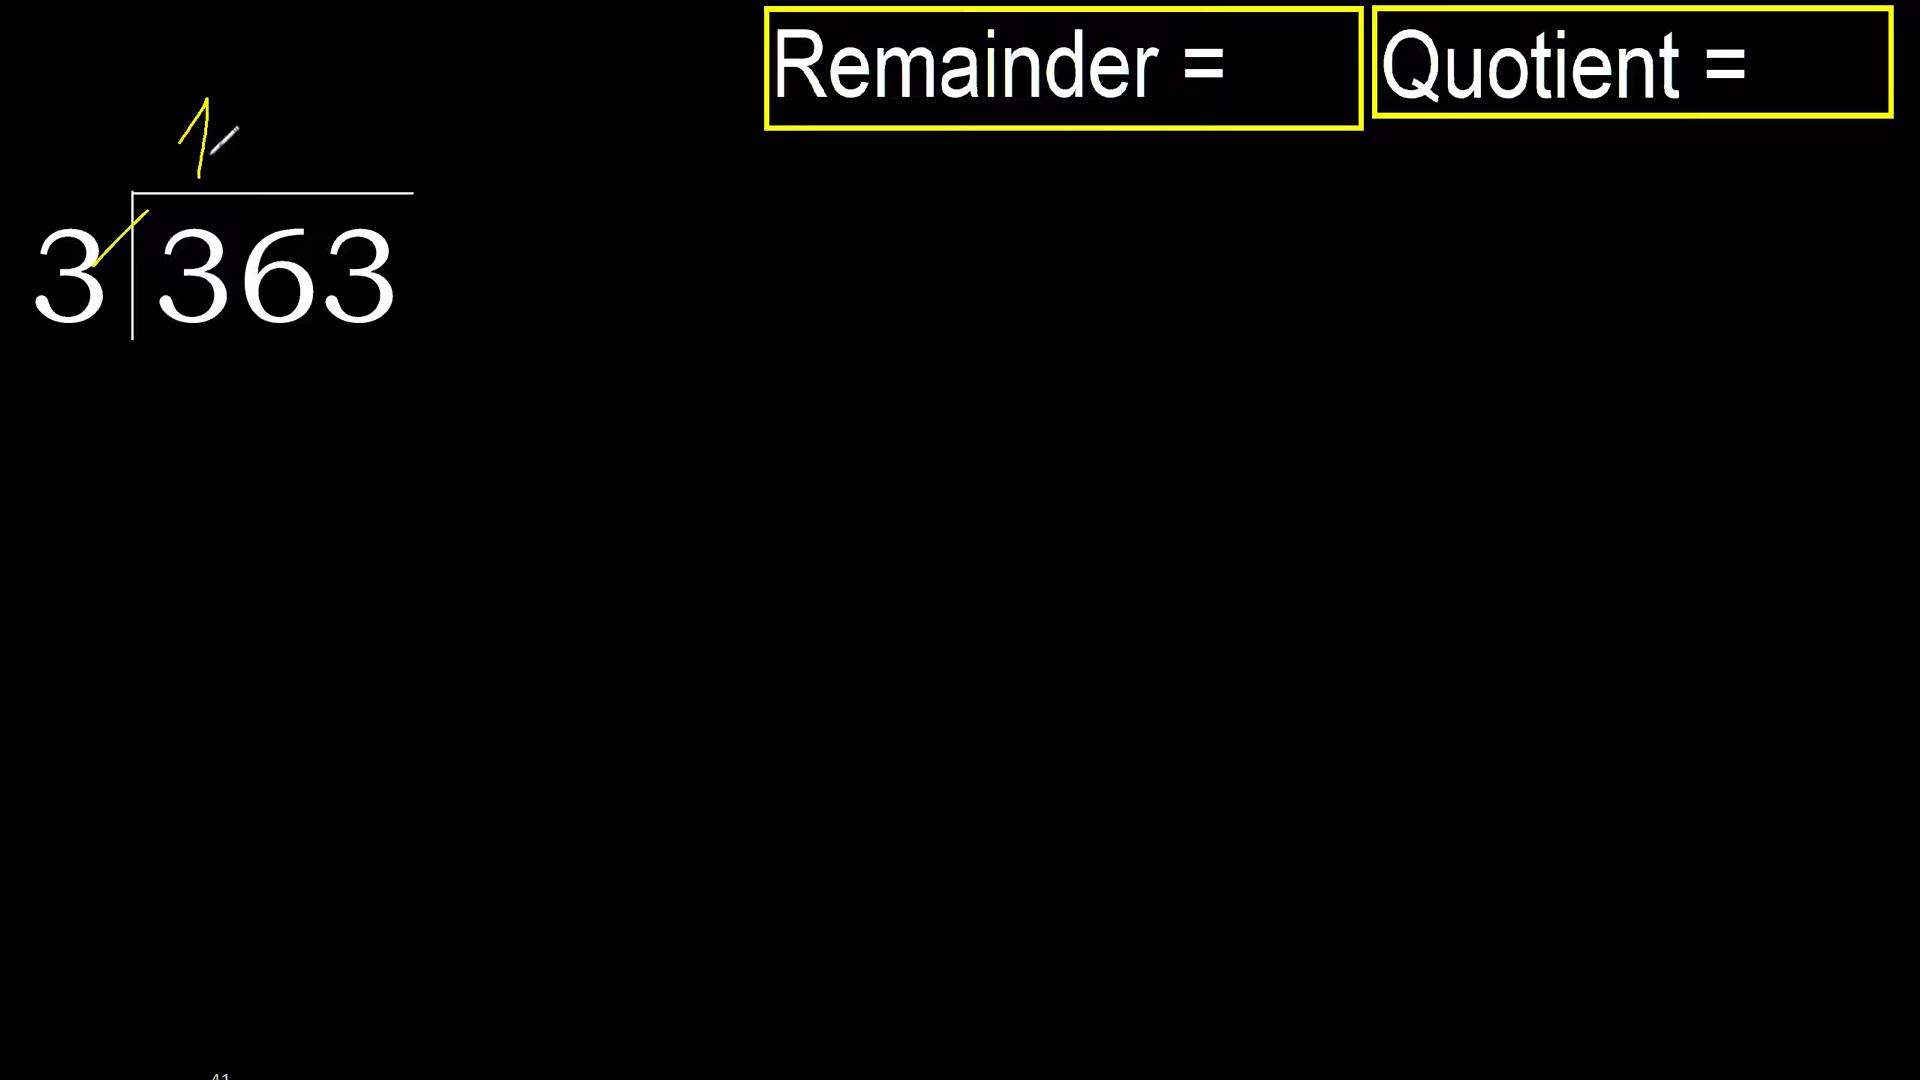 Remainder =
Quotient =
1
3 363